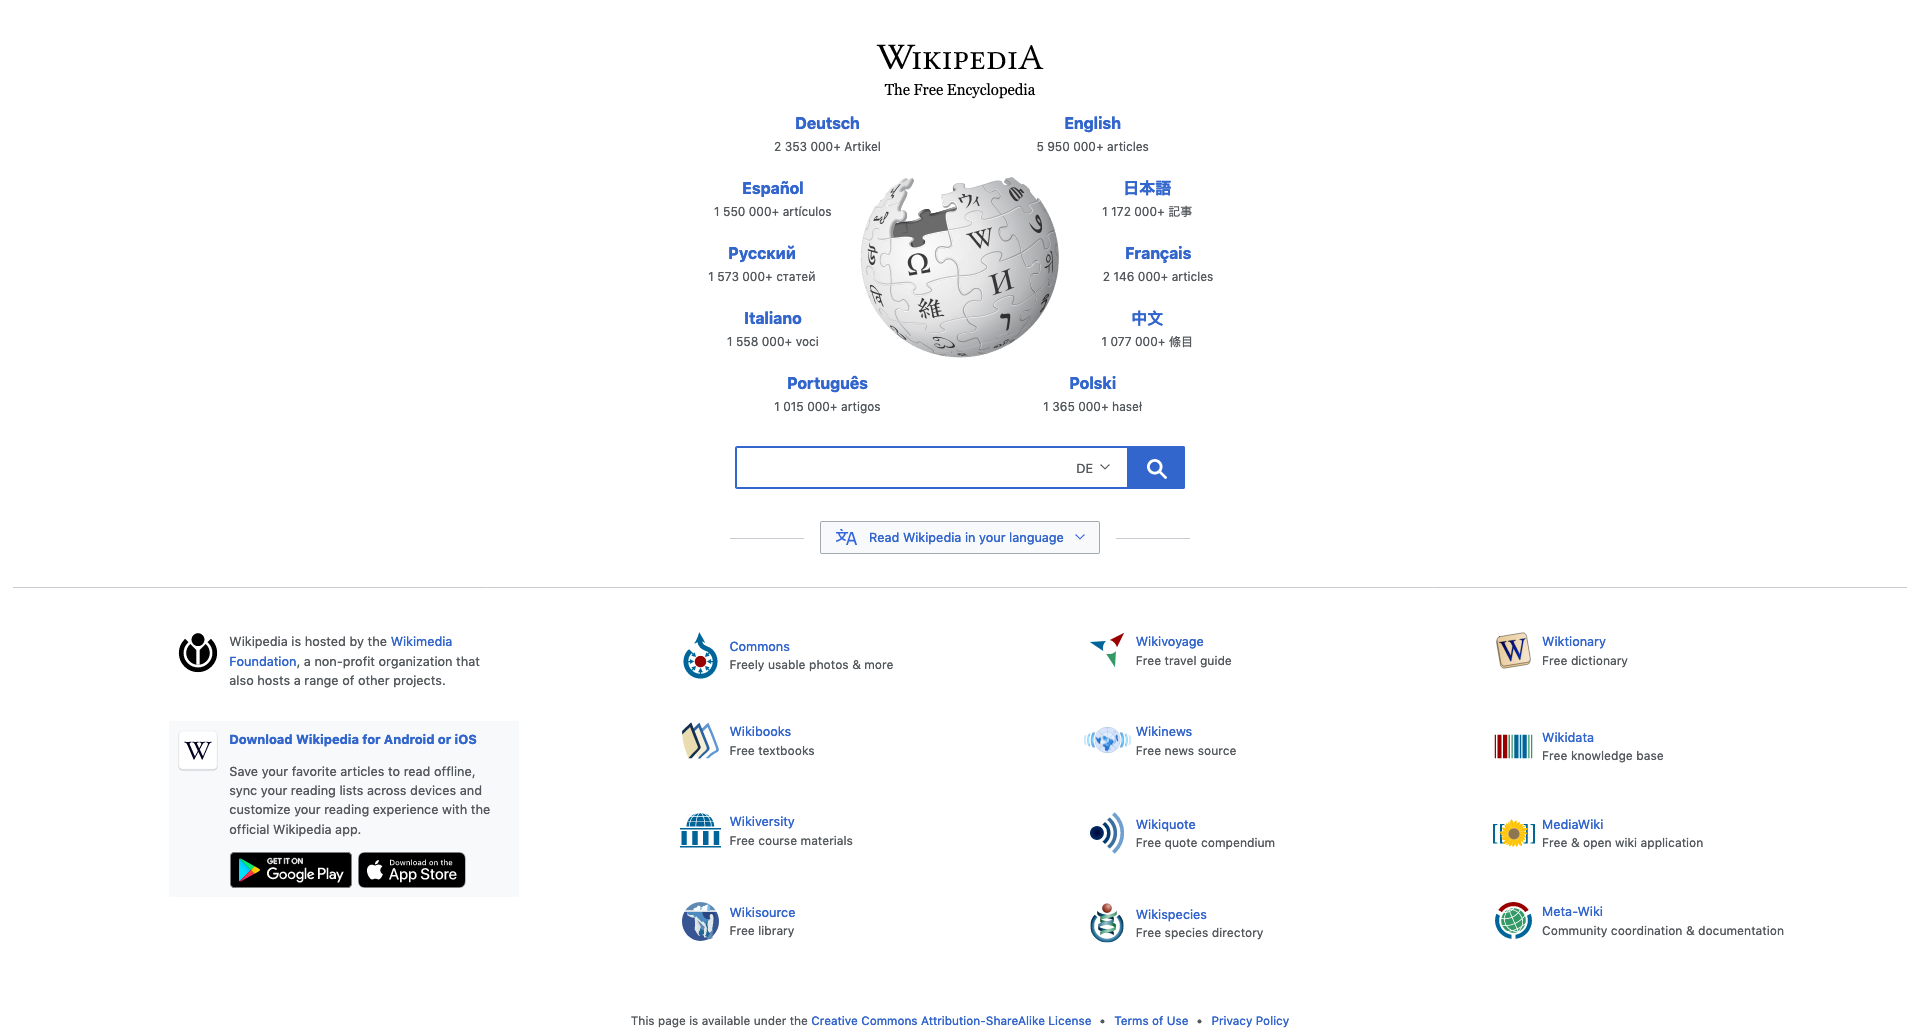 WIKIPEDIA
The Free Encyclopedia
Deutsch
2 353 000+ Artikel
English
5 950 000+ articles
Español
1 550 000+ artículos
日本語
1 172 000+ 記事
Русский
1 573 000+ статей
Français
2 146 000+ articles
Italiano
1 558 000+ voci
中文
1 077 000+ 條目
Português
1 015 000+ artigos
Polski
1 365 000+ haseł
Ω
W
И
維
ウィ
DE
Read Wikipedia in your language
Wikipedia is hosted by the Wikimedia
Foundation, a non-profit organization that
also hosts a range of other projects.
W
Download Wikipedia for Android or iOS
Save your favorite articles to read offline,
sync your reading lists across devices and
customize your reading experience with the
official Wikipedia app.
GET IT ON
Google Play
Download on the
App Store
Commons
Freely usable photos & more
Wikivoyage
Free travel guide
W
Wiktionary
Free dictionary
Wikibooks
Free textbooks
Wikinews
Free news source
Wikidata
Free knowledge base
Wikiversity
Free course materials
Wikiquote
Free quote compendium
MediaWiki
Free & open wiki application
Wikisource
Free library
Wikispecies
Free species directory
Meta-Wiki
Community coordination & documentation
This page is available under the Creative Commons Attribution-ShareAlike License • Terms of Use • Privacy Policy